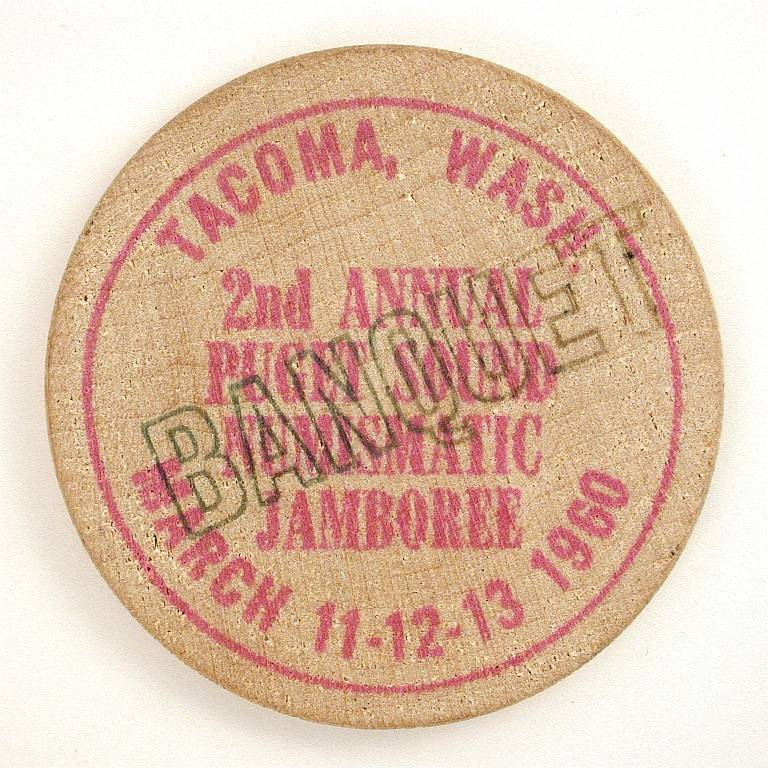 TACOMA, WASH.
2nd ANNUAL
PUGET SOUND
NUMISMATIC
JAMBOREE
MARCH 11-12-13 1960
BANQUET